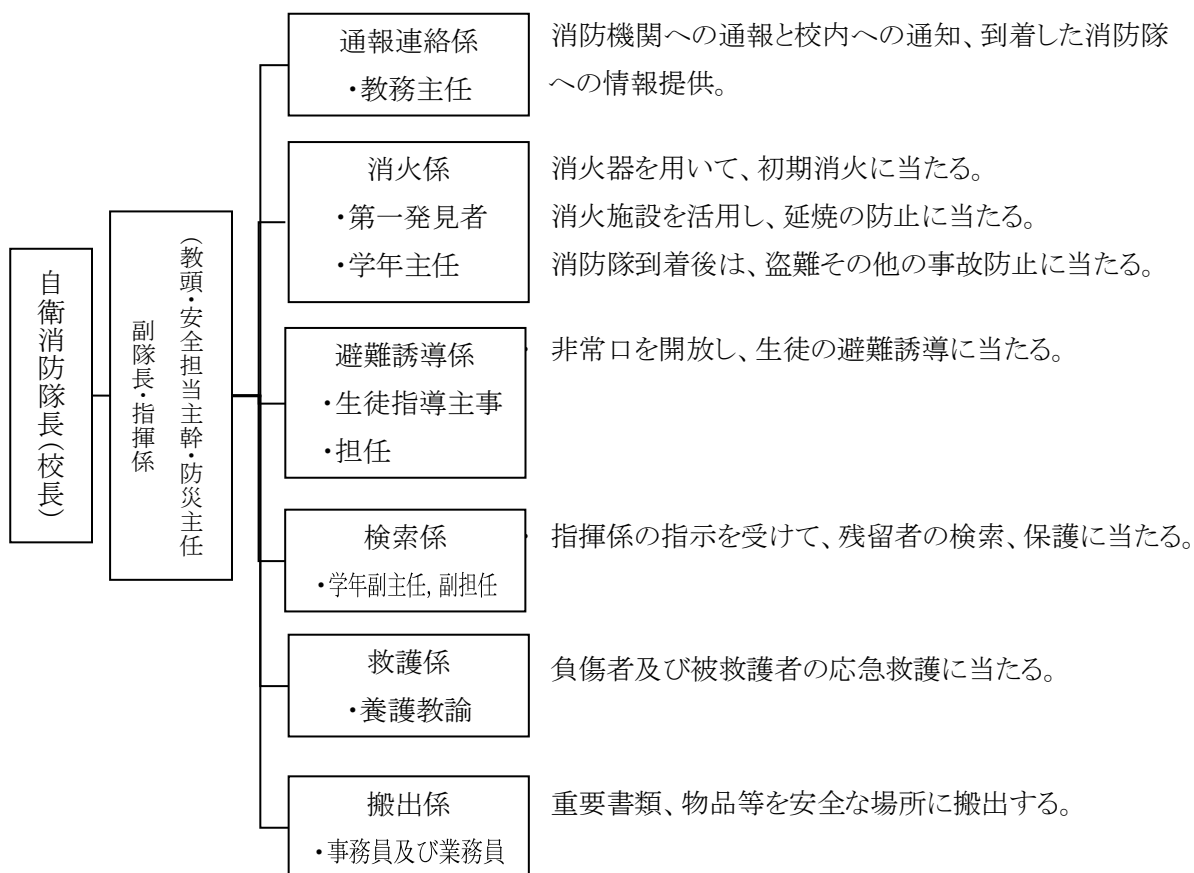 自衛消防隊長(校長)
副隊長・指揮係
(教頭・安全担当主幹・防災主任
通報連絡係
・教務主任
消防機関への通報と校内への通知、到着した消防隊
への情報提供。
消火係
・第一発見者
・学年主任
消火器を用いて、初期消火に当たる。
消火施設を活用し、延焼の防止に当たる。
消防隊到着後は、盗難その他の事故防止に当たる。
避難誘導係
・生徒指導主事
・担任
非常口を開放し、生徒の避難誘導に当たる。
検索係
・学年副主任, 副担任
指揮係の指示を受けて、残留者の検索、保護に当たる。
救護係
・養護教諭
負傷者及び被救護者の応急救護に当たる。
搬出係
・事務員及び業務員
重要書類、物品等を安全な場所に搬出する。